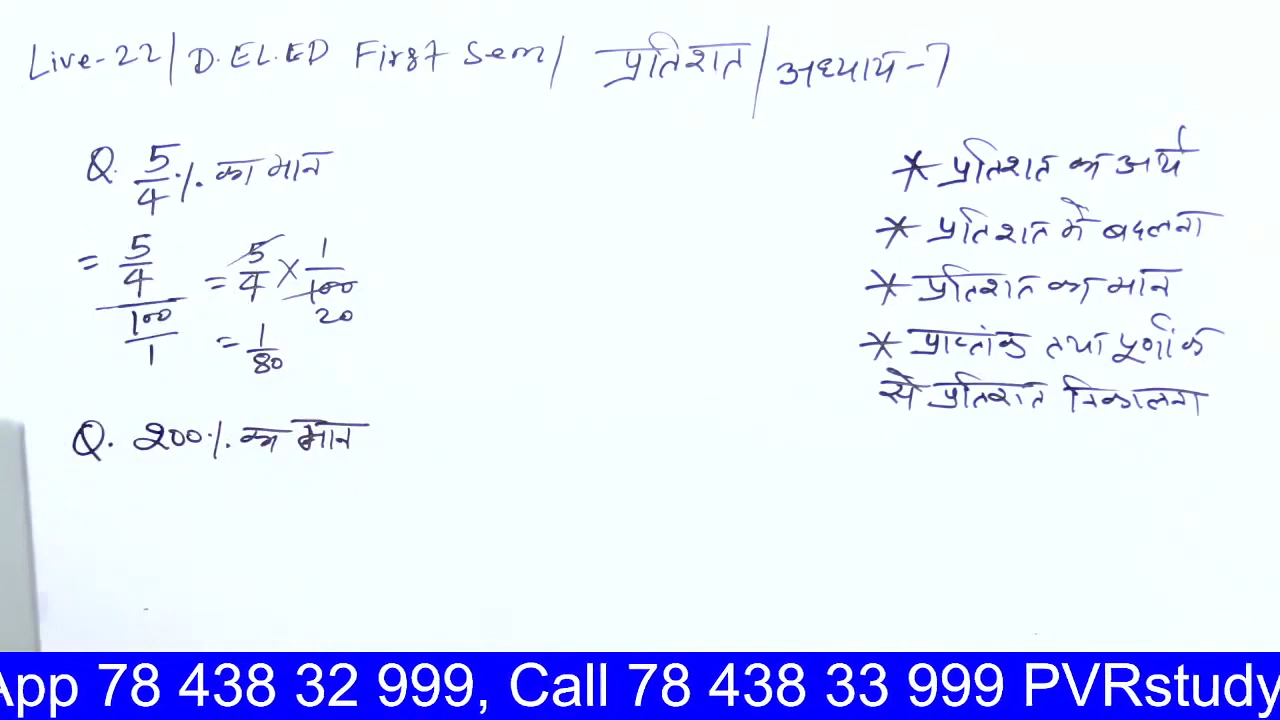 Live-22/ D.EL.ED First Sem/ प्रतिशत/ अध्याय-7
Q. 5/4 % का मान
= 5/4 / 100/1 = 5/4 × 1/100 20
= 1/80
Q. 200% का मान
* प्रतिशत का अर्थ
* प्रतिशत में बदलना
* प्रतिशत का मान
* प्राप्तांक तथा पूर्णांक
से प्रतिशत निकालना
App 78 438 32 999, Call 78 438 33 999 PVRstudy